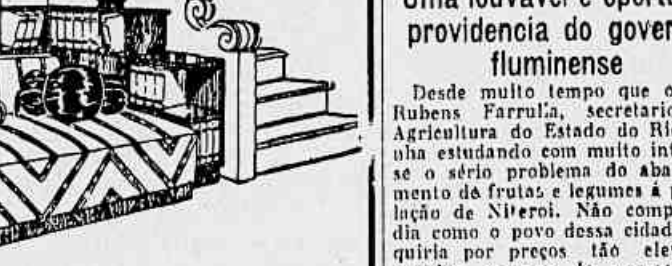 Uma louvavel e oportu
providencia do gover
fluminense
Desde muito tempo que o
Rubens Farrulla, secretario
Agricultura do Estado do Ri
nha estudando com muito int
se o sério problema do aba
mento de frutas e legumes á
lação de Niteroi. Não comp
dia como o povo dessa cidad
quiria por preços tão ele